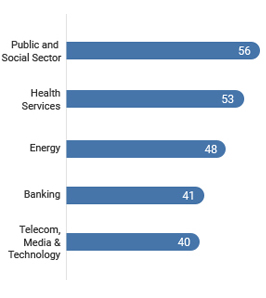 Public and
Social Sector
56
Health
Services
53
Energy
48
Banking
41
Telecom,
Media &
Technology
40